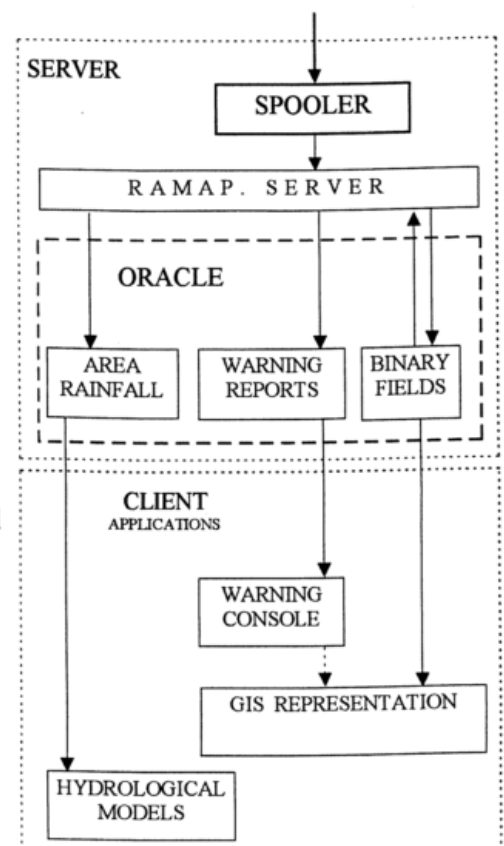 SERVER
SPOOLER
RAMAP. SERVER
ORACLE
AREA
RAINFALL
WARNING
REPORTS
BINARY
FIELDS
CLIENT
APPLICATIONS
WARNING
CONSOLE
GIS REPRESENTATION
HYDROLOGICAL
MODELS